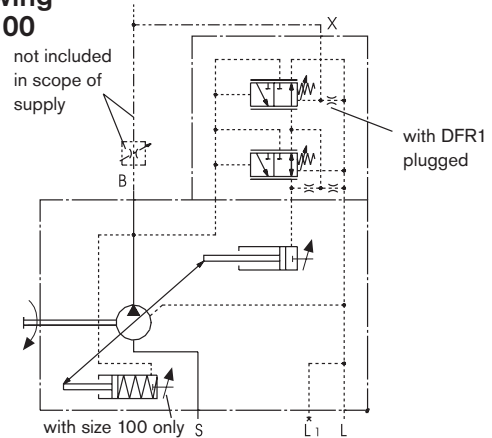 wing
00
X
not included
in scope of
supply
with DFR1
plugged
B
with size 100 only
S
L1
L